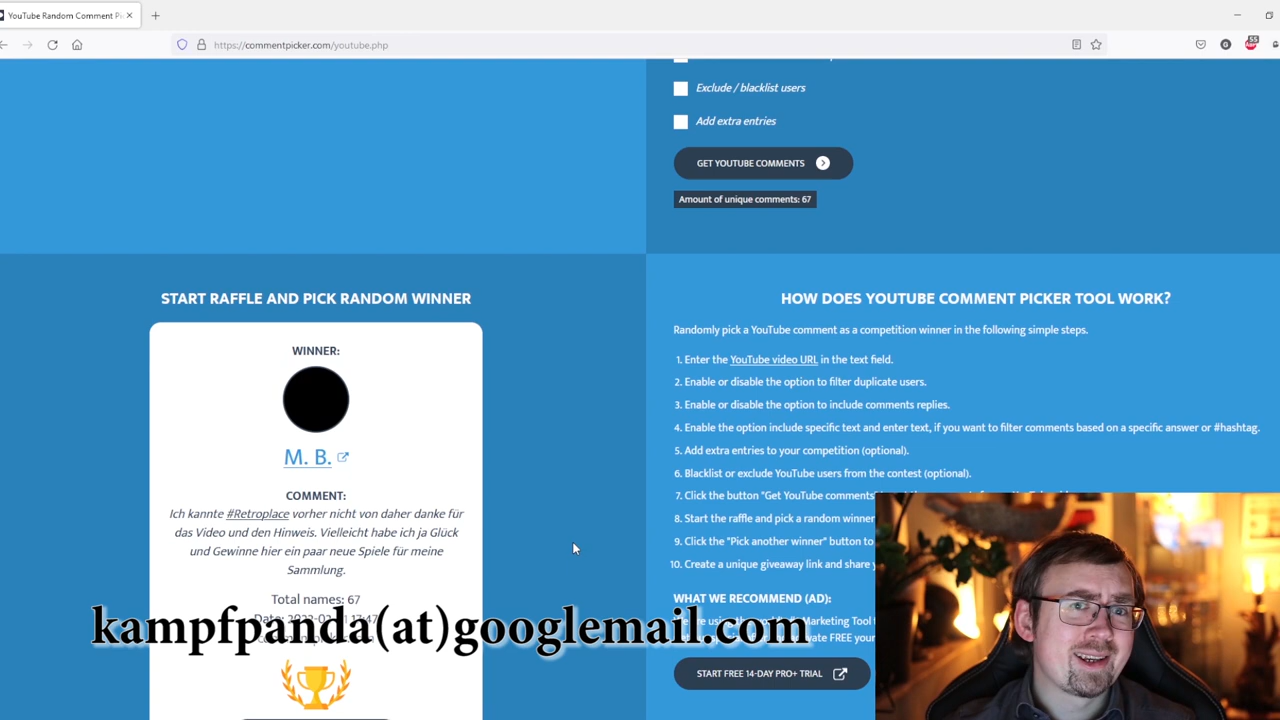 YouTube Random Comment Pi
https://commentpicker.com/youtube.php
55
Exclude / blacklist users
Add extra entries
GET YOUTUBE COMMENTS
Amount of unique comments: 67
START RAFFLE AND PICK RANDOM WINNER
WINNER:
M. B.
COMMENT:
Ich kannte #Retroplace vorher nicht von daher danke für
das Video und den Hinweis. Vielleicht habe ich ja Glück
und Gewinne hier ein paar neue Spiele für meine
Sammlung.
Total names: 67
kampfpanda(at)googlemail.com
HOW DOES YOUTUBE COMMENT PICKER TOOL WORK?
Randomly pick a YouTube comment as a competition winner in the following simple steps.
1. Enter the YouTube video URL in the text field.
2. Enable or disable the option to filter duplicate users.
3. Enable or disable the option to include comments replies.
4. Enable the option include specific text and enter text, if you want to filter comments based on a specific answer or #hashtag.
5. Add extra entries to your competition (optional).
6. Blacklist or exclude YouTube users from the contest (optional).
7. Click the button "Get YouTube comments"
8. Start the raffle and pick a random winner
9. Click the "Pick another winner" button to
10. Create a unique giveaway link and share y
WHAT WE RECOMMEND (AD):
Marketing Tool
FREE your
START FREE 14-DAY PRO+ TRIAL